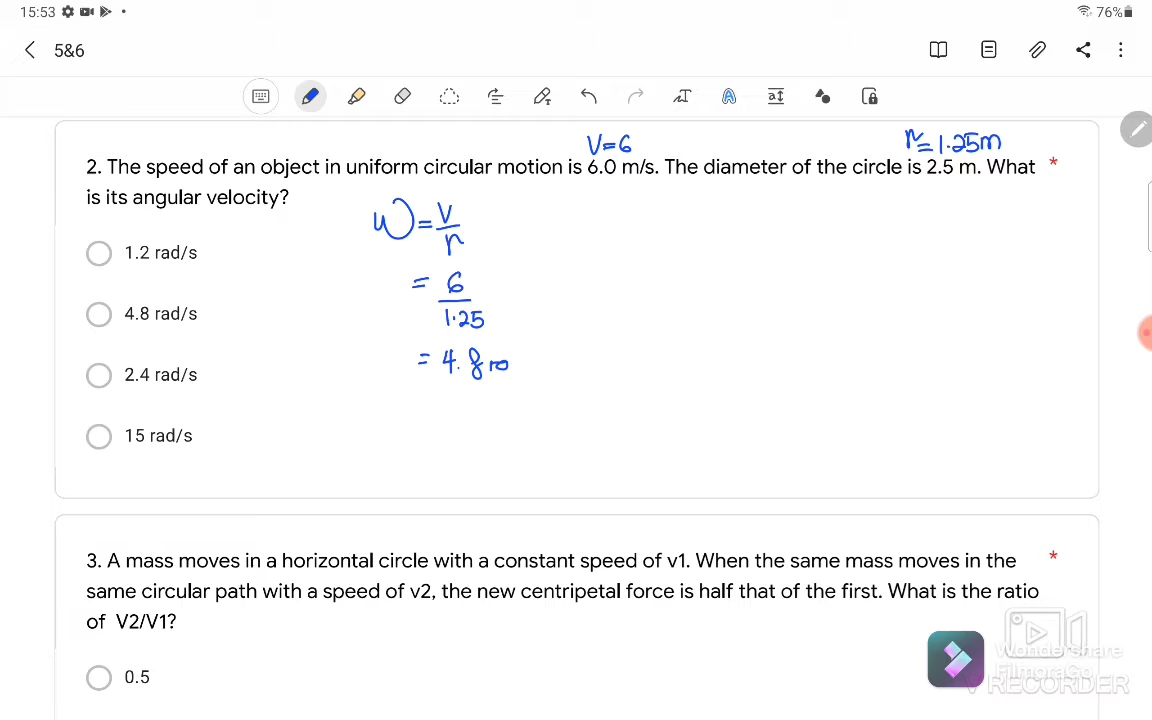 15:53
76%
5&6
V=6
r=1.25m
2. The speed of an object in uniform circular motion is 6.0 m/s. The diameter of the circle is 2.5 m. What *
is its angular velocity?
ω = v/r
1.2 rad/s
= 6/1.25
4.8 rad/s
= 4.8 ra
2.4 rad/s
15 rad/s
3. A mass moves in a horizontal circle with a constant speed of v1. When the same mass moves in the *
same circular path with a speed of v2, the new centripetal force is half that of the first. What is the ratio
of V2/V1?
0.5
Wondershare
FilmoraGo
V RECORDER